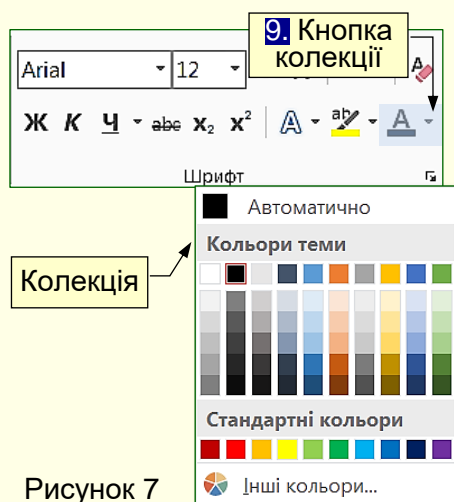 9. Кнопка
колекції
Arial
12
Ж К Ч abc X₂ X² A ab A
Шрифт
Автоматично
Кольори теми
Колекція
Стандартні кольори
Інші кольори...
Рисунок 7